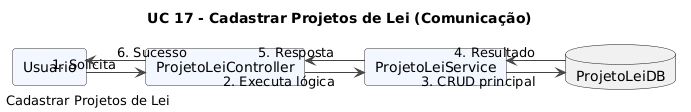 UC 17 - Cadastrar Projetos de Lei (Comunicação)
6. Sucesso
5. Resposta
4. Resultado
Usuario
1. Solicita
ProjetoLeiController
ProjetoLeiService
ProjetoLeiDB
2. Executa lógica
3. CRUD principal
Cadastrar Projetos de Lei